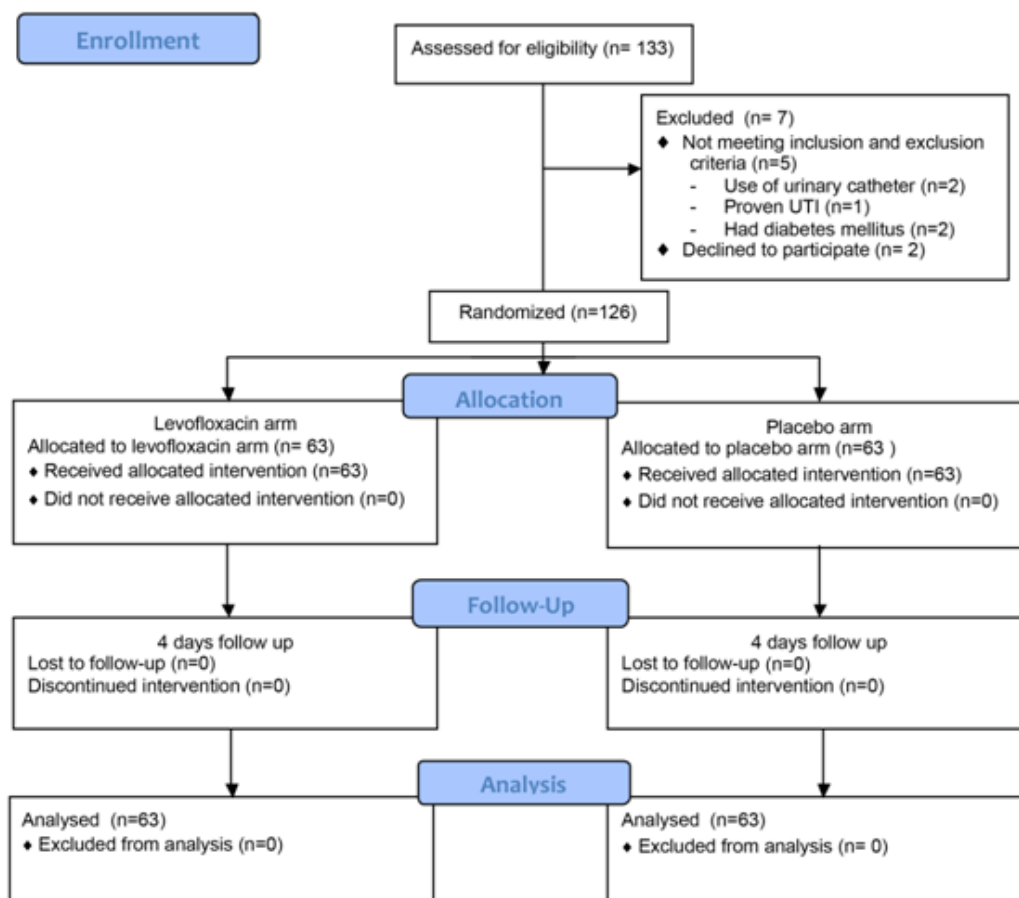 Enrollment
Assessed for eligibility (n= 133)
Excluded (n= 7)
♦ Not meeting inclusion and exclusion
criteria (n=5)
- Use of urinary catheter (n=2)
- Proven UTI (n=1)
- Had diabetes mellitus (n=2)
♦ Declined to participate (n= 2)
Randomized (n=126)
Allocation
Levofloxacin arm
Allocated to levofloxacin arm (n= 63)
♦ Received allocated intervention (n=63)
♦ Did not receive allocated intervention (n=0)
Placebo arm
Allocated to placebo arm (n=63 )
♦ Received allocated intervention (n=63)
♦ Did not receive allocated intervention (n=0)
Follow-Up
4 days follow up
Lost to follow-up (n=0)
Discontinued intervention (n=0)
4 days follow up
Lost to follow-up (n=0)
Discontinued intervention (n=0)
Analysis
Analysed (n=63)
♦ Excluded from analysis (n=0)
Analysed (n=63)
♦ Excluded from analysis (n= 0)